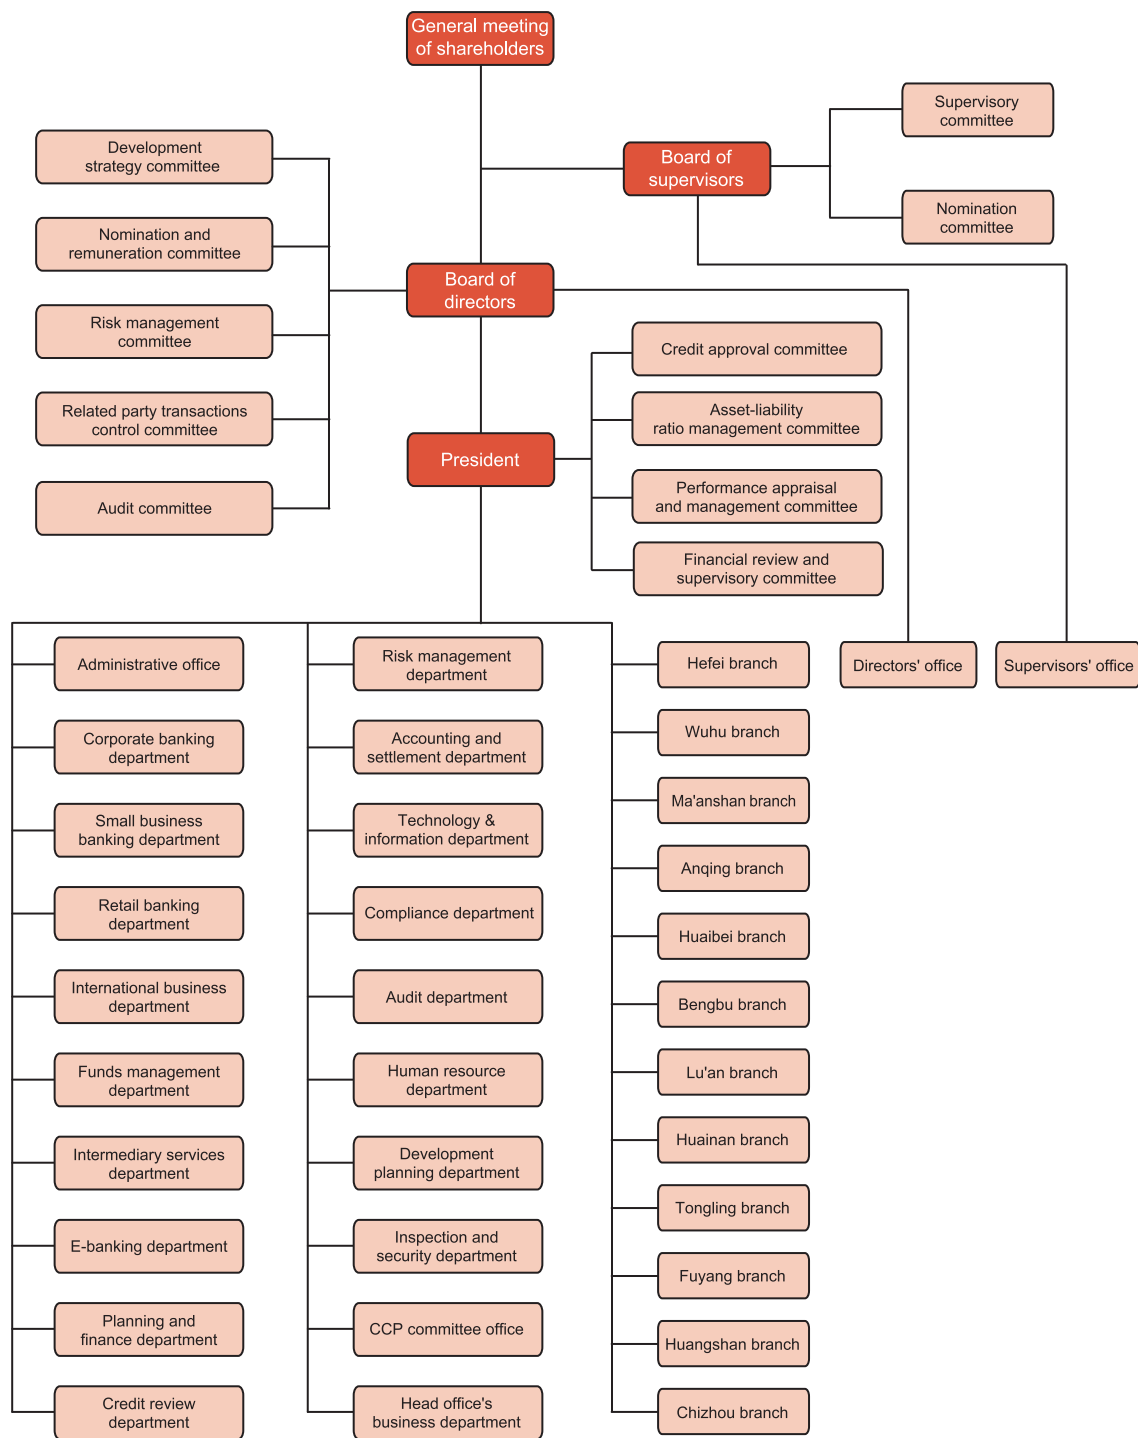 General meeting
of shareholders
Supervisory
committee
Development
strategy committee
Board of
supervisors
Nomination
committee
Nomination and
remuneration committee
Board of
directors
Risk management
committee
Credit approval committee
Related party transactions
control committee
Asset-liability
ratio management committee
President
Audit committee
Performance appraisal
and management committee
Financial review and
supervisory committee
Administrative office
Corporate banking
department
Small business
banking department
Retail banking
department
International business
department
Funds management
department
Intermediary services
department
E-banking department
Planning and
finance department
Credit review
department
Risk management
department
Accounting and
settlement department
Technology &
information department
Compliance department
Audit department
Human resource
department
Development
planning department
Inspection and
security department
CCP committee office
Head office's
business department
Hefei branch
Wuhu branch
Ma'anshan branch
Anqing branch
Huaibei branch
Bengbu branch
Lu'an branch
Huainan branch
Tongling branch
Fuyang branch
Huangshan branch
Chizhou branch
Directors' office
Supervisors' office